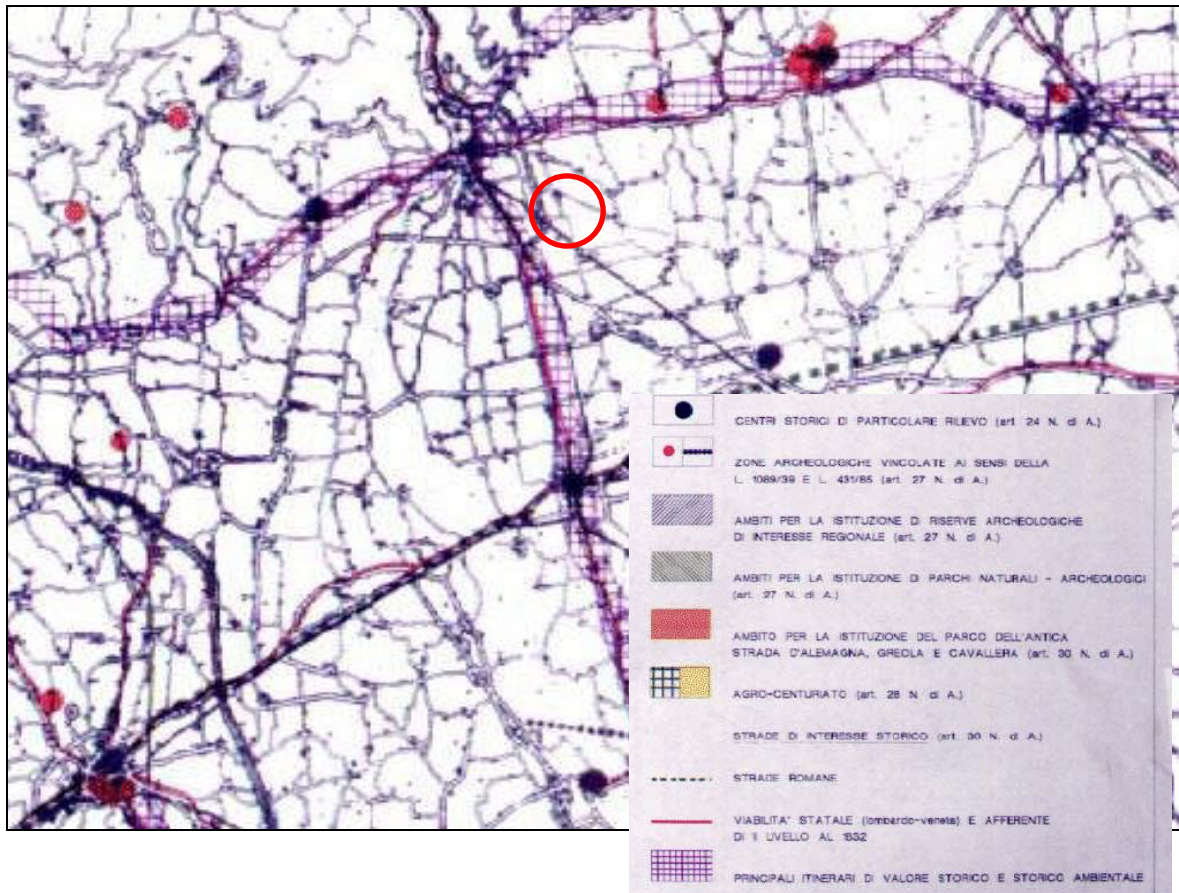 CENTRI STORICI DI PARTICOLARE RILIEVO (art. 24 N. di A.)
ZONE ARCHEOLOGICHE VINCOLATE AI SENSI DELLA
L. 1089/39 E L. 431/85 (art. 27 N. di A.)
AMBITI PER LA ISTITUZIONE DI RISERVE ARCHEOLOGICHE
DI INTERESSE REGIONALE (art. 27 N. di A.)
AMBITI PER LA ISTITUZIONE DI PARCHI NATURALI - ARCHEOLOGICI
(art. 27 N. di A.)
AMBITO PER LA ISTITUZIONE DEL PARCO DELL'ANTICA
STRADA D'ALEMAGNA, GREOLA E CAVALLERA (art. 30 N. di A.)
AGRO-CENTURIATO (art. 28 N. di A.)
STRADE DI INTERESSE STORICO (art. 30 N. di A.)
STRADE ROMANE
VIABILITA' STATALE (lombardo-veneta) E AFFERENTE
DI II LIVELLO AL 1832
PRINCIPALI ITINERARI DI VALORE STORICO E STORICO AMBIENTALE